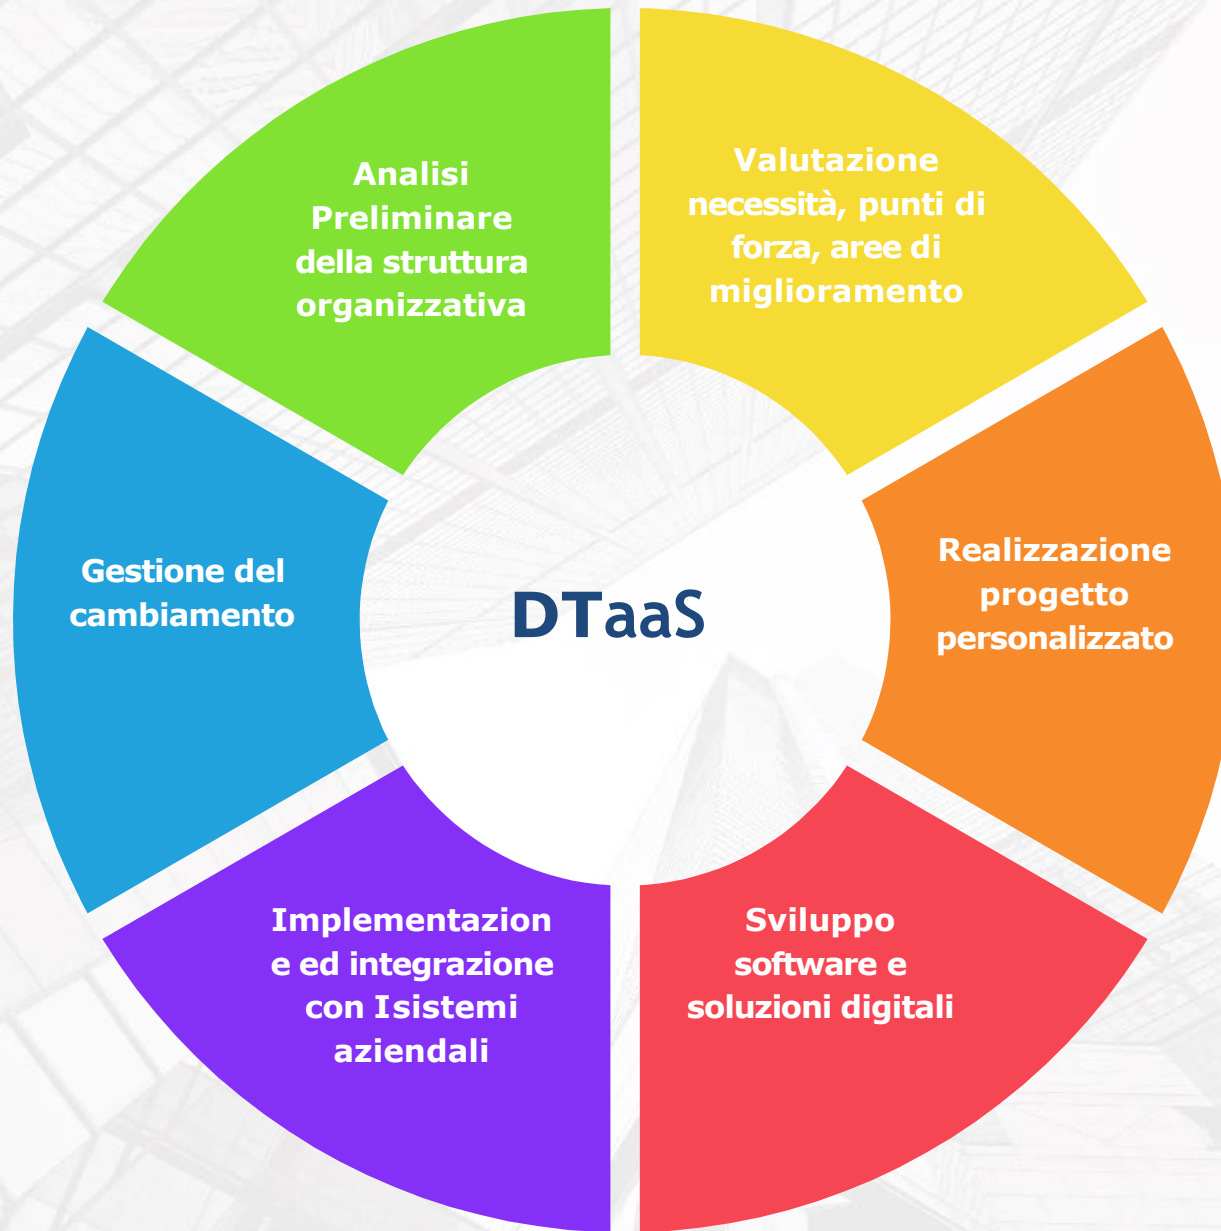 Analisi
Preliminare
della struttura
organizzativa
Valutazione
necessità, punti di
forza, aree di
miglioramento
Realizzazione
progetto
personalizzato
Sviluppo
software e
soluzioni digitali
Implementazion
e ed integrazione
con Isistemi
aziendali
Gestione del
cambiamento
DTaaS